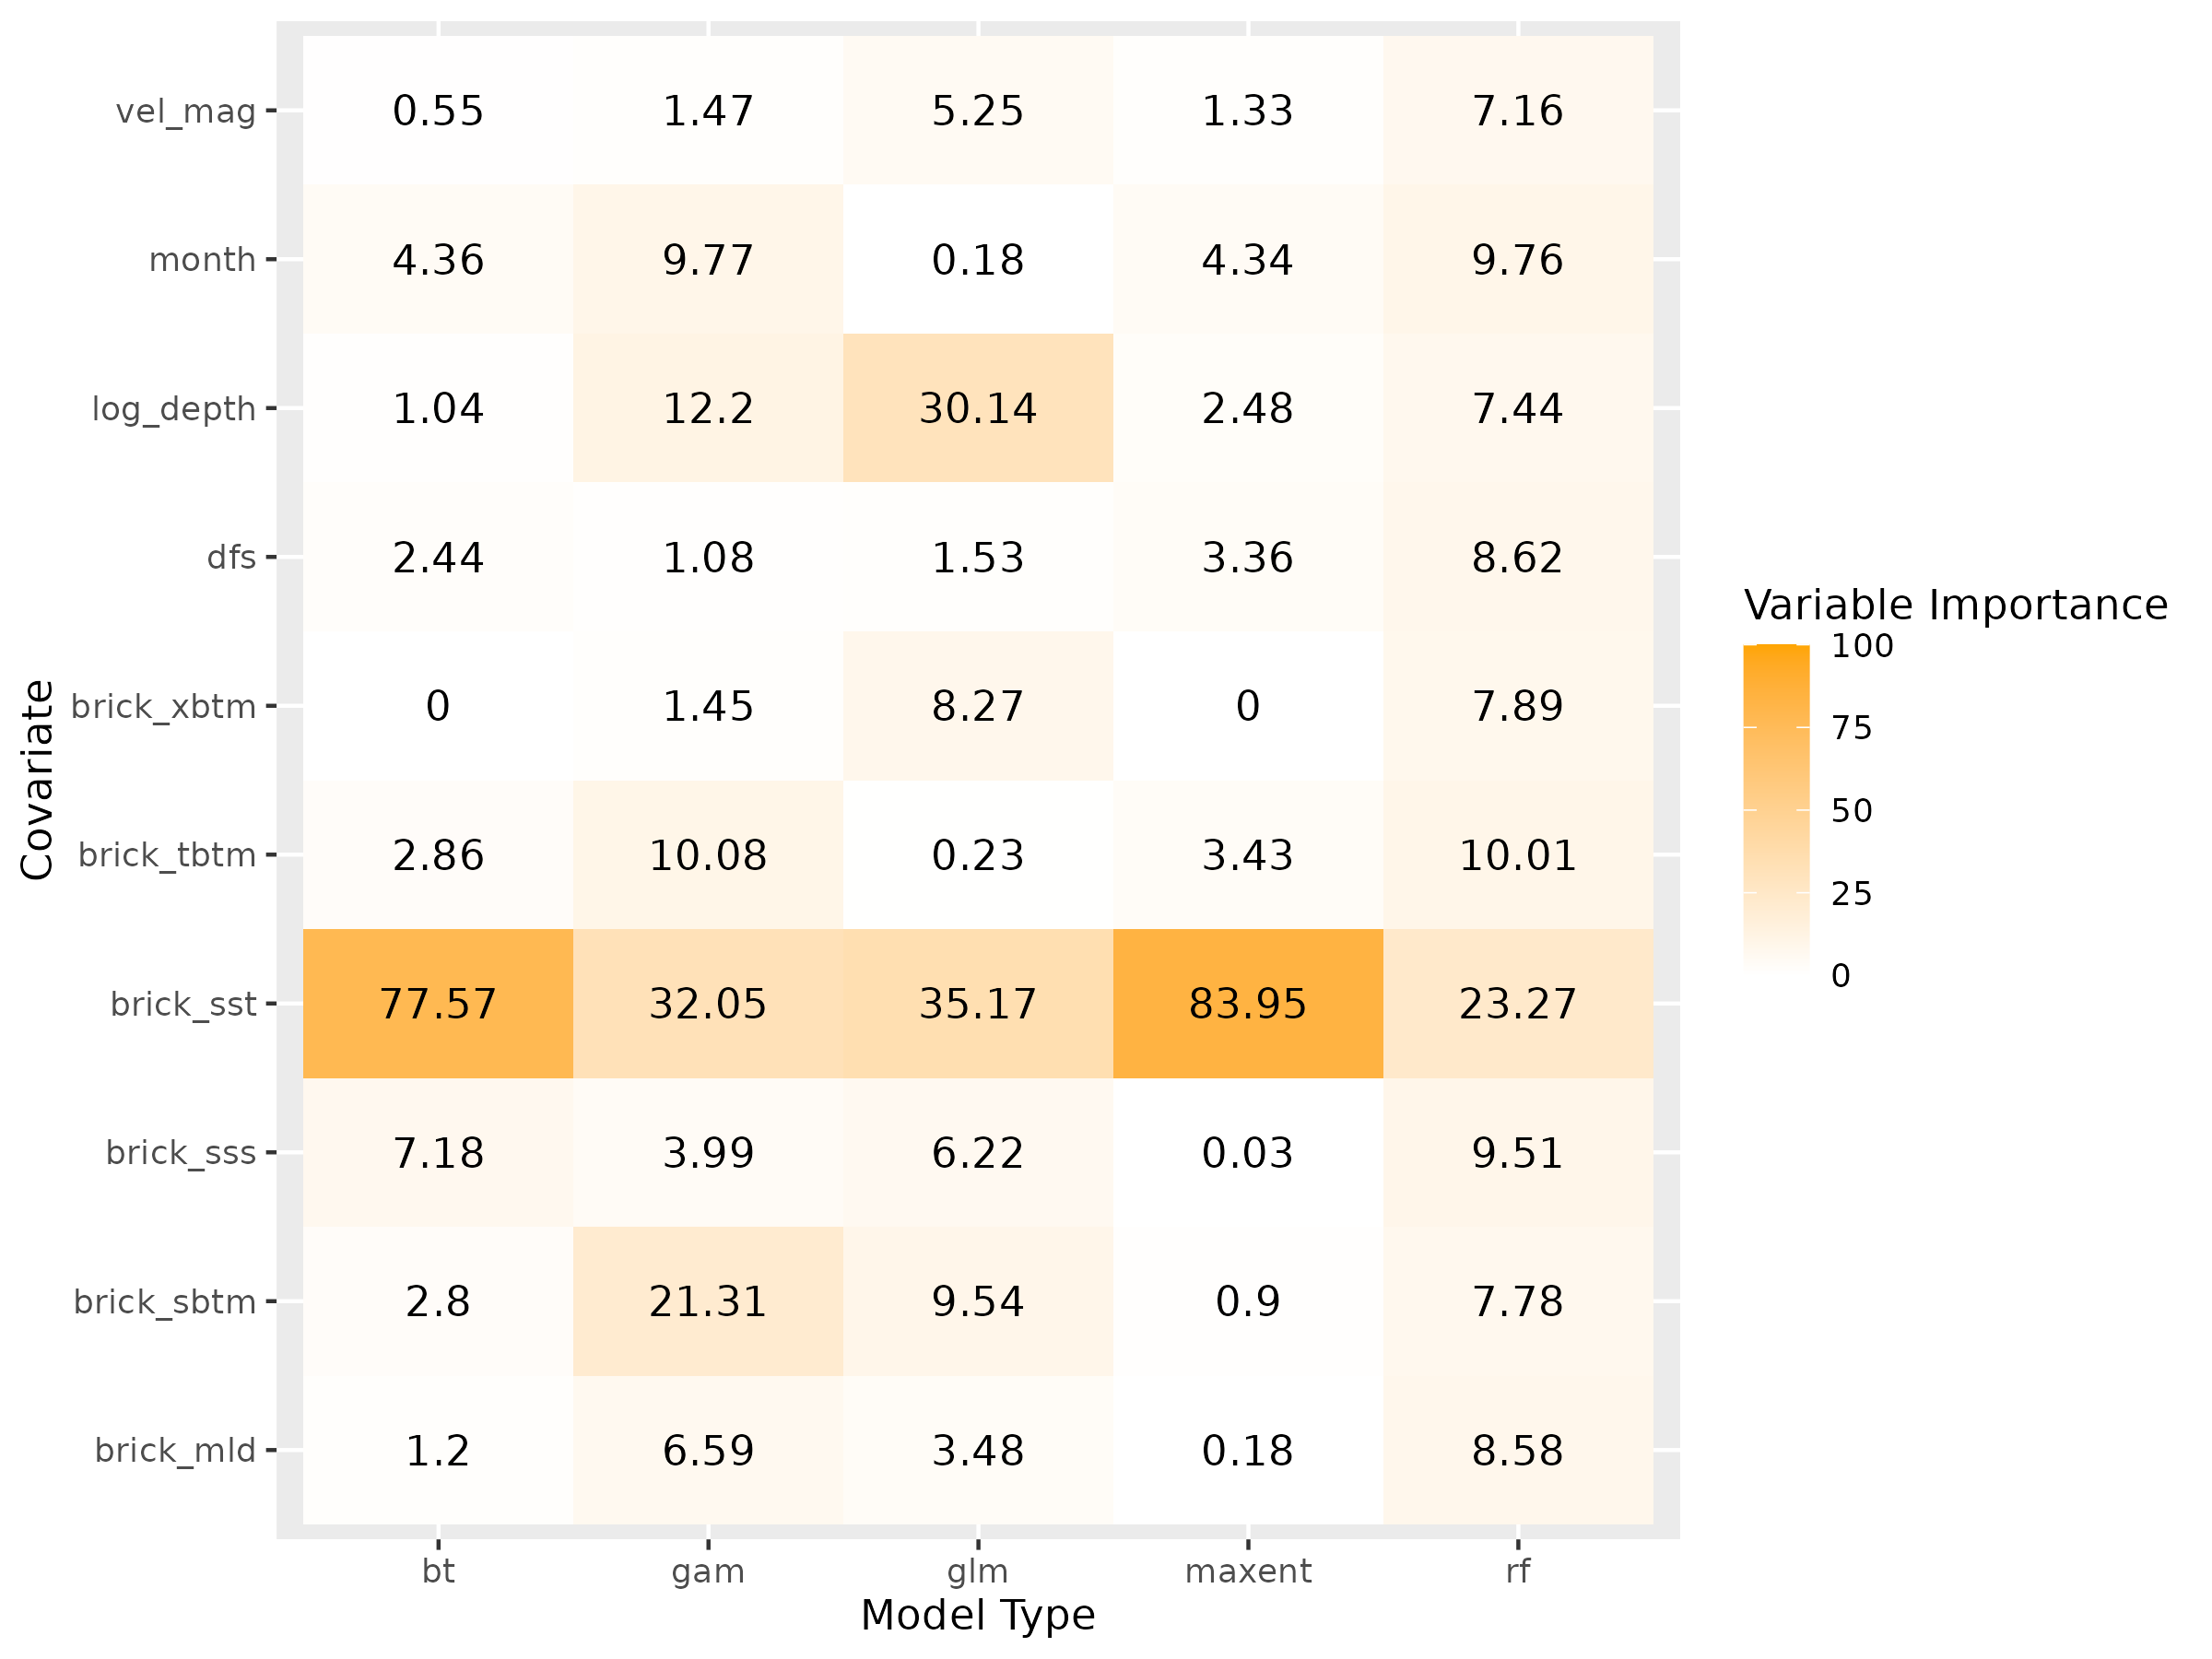 vel_mag 0.55 1.47 5.25 1.33 7.16
month 4.36 9.77 0.18 4.34 9.76
log_depth 1.04 12.2 30.14 2.48 7.44
dfs 2.44 1.08 1.53 3.36 8.62
brick_xbtm 0 1.45 8.27 0 7.89
brick_tbtm 2.86 10.08 0.23 3.43 10.01
brick_sst 77.57 32.05 35.17 83.95 23.27
brick_sss 7.18 3.99 6.22 0.03 9.51
brick_sbtm 2.8 21.31 9.54 0.9 7.78
brick_mld 1.2 6.59 3.48 0.18 8.58
bt gam glm maxent rf
Model Type
Covariate
Variable Importance
100
75
50
25
0